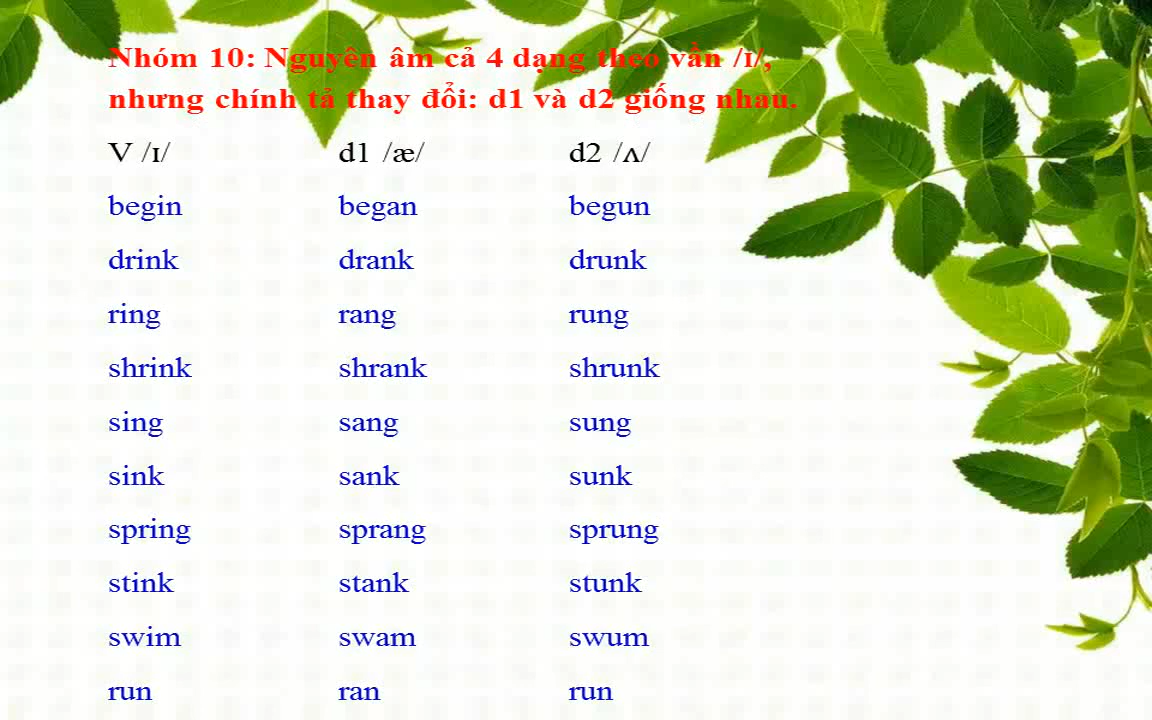 Nhóm 10: Nguyên âm cả 4 dạng theo vần /ɪ/,
nhưng chính tả thay đổi: d1 và d2 giống nhau.
V /ɪ/ d1 /æ/ d2 /ʌ/
begin began begun
drink drank drunk
ring rang rung
shrink shrank shrunk
sing sang sung
sink sank sunk
spring sprang sprung
stink stank stunk
swim swam swum
run ran run